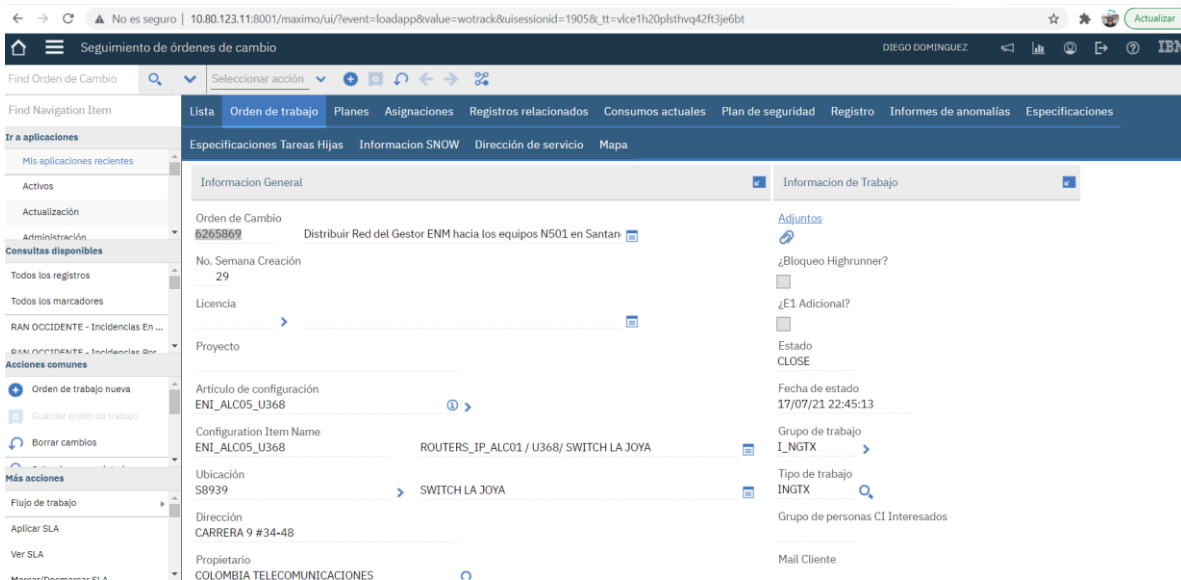 No es seguro | 10.80.123.11:8001/maximo/ui/?event=loadapp&value=wotrack&uisessionid=1905&_tt=vlce1h20plsthvq42ft3je6bt
Actualizar
Seguimiento de órdenes de cambio
DIEGO DOMINGUEZ
IBM
Find Orden de Cambio
Seleccionar acción
Find Navigation Item
Lista Orden de trabajo Planes Asignaciones Registros relacionados Consumos actuales Plan de seguridad Registro Informes de anomalías Especificaciones
Especificaciones Tareas Hijas Informacion SNOW Dirección de servicio Mapa
Ir a aplicaciones
Mis aplicaciones recientes
Activos
Actualización
Administración
Consultas disponibles
Todos los registros
Todos los marcadores
RAN OCCIDENTE - Incidencias En ...
RAN OCCIDENTE - Incidencias Por
Acciones comunes
Orden de trabajo nueva
Guardar orden de trabajo
Borrar cambios
Más acciones
Flujo de trabajo
Aplicar SLA
Ver SLA
Marcar/Desmarcar SLA
Informacion General
Orden de Cambio
6265869 Distribuir Red del Gestor ENM hacia los equipos N501 en Santan
No. Semana Creación
29
Licencia
Proyecto
Artículo de configuración
ENI_ALC05_U368
Configuration Item Name
ENI_ALC05_U368 ROUTERS_IP_ALC01 / U368/ SWITCH LA JOYA
Ubicación
S8939 SWITCH LA JOYA
Dirección
CARRERA 9 #34-48
Propietario
COLOMBIA TELECOMUNICACIONES
Informacion de Trabajo
Adjuntos
¿Bloqueo Highrunner?
¿E1 Adicional?
Estado
CLOSE
Fecha de estado
17/07/21 22:45:13
Grupo de trabajo
I_NGTX
Tipo de trabajo
INGTX
Grupo de personas CI Interesados
Mail Cliente